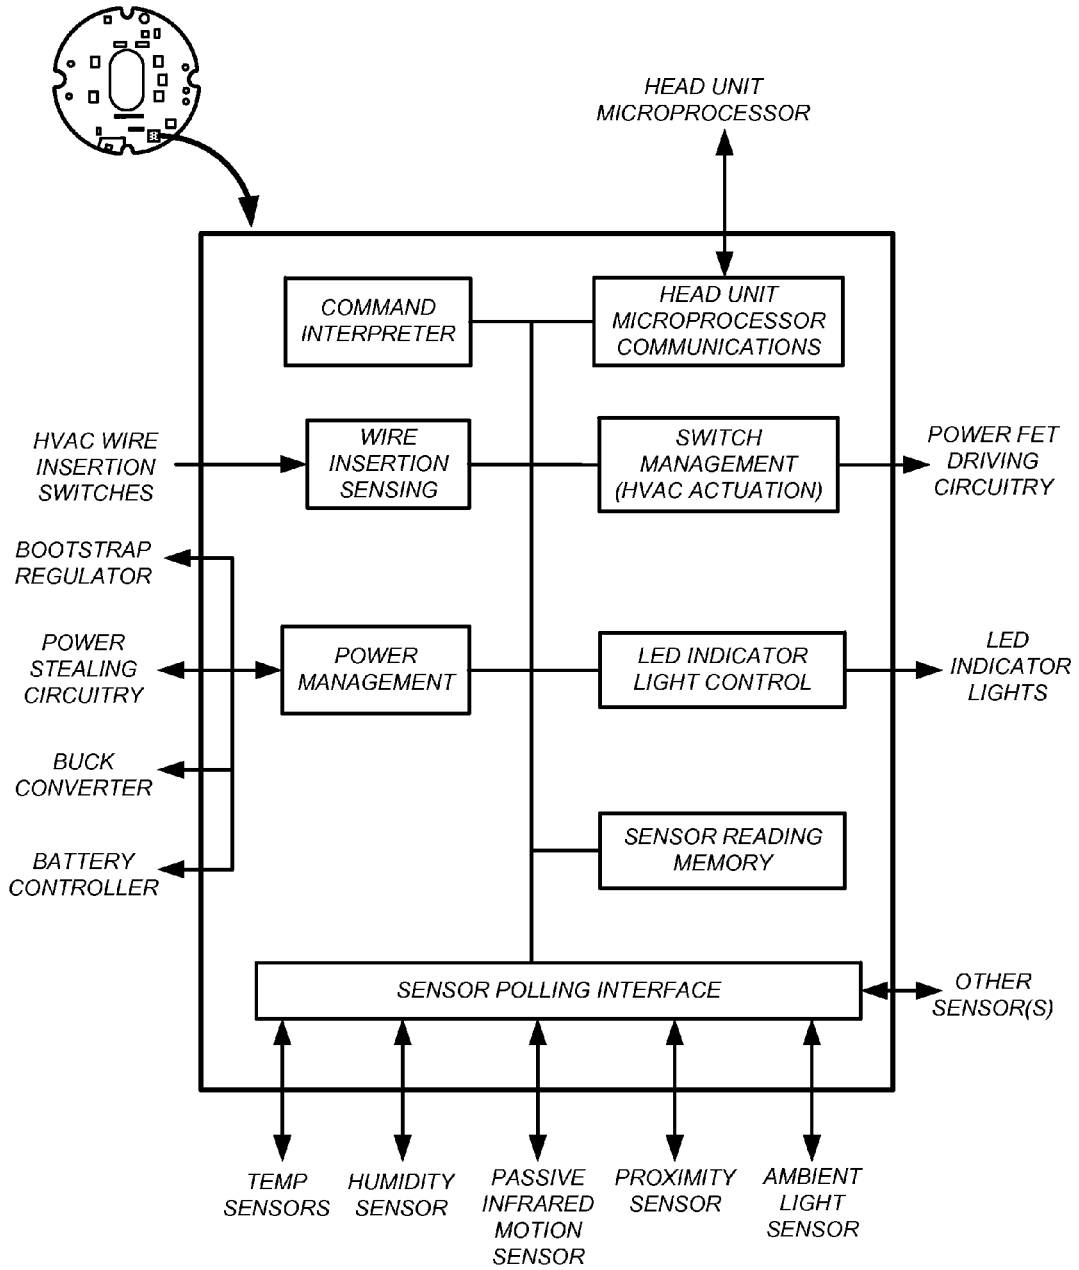 HEAD UNIT
MICROPROCESSOR
COMMAND
INTERPRETER
HEAD UNIT
MICROPROCESSOR
COMMUNICATIONS
HVAC WIRE
INSERTION
SWITCHES
WIRE
INSERTION
SENSING
SWITCH
MANAGEMENT
(HVAC ACTUATION)
POWER FET
DRIVING
CIRCUITRY
BOOTSTRAP
REGULATOR
POWER
STEALING
CIRCUITRY
POWER
MANAGEMENT
LED INDICATOR
LIGHT CONTROL
LED
INDICATOR
LIGHTS
BUCK
CONVERTER
BATTERY
CONTROLLER
SENSOR READING
MEMORY
SENSOR POLLING INTERFACE
OTHER
SENSOR(S)
TEMP
SENSORS
HUMIDITY
SENSOR
PASSIVE
INFRARED
MOTION
SENSOR
PROXIMITY
SENSOR
AMBIENT
LIGHT
SENSOR